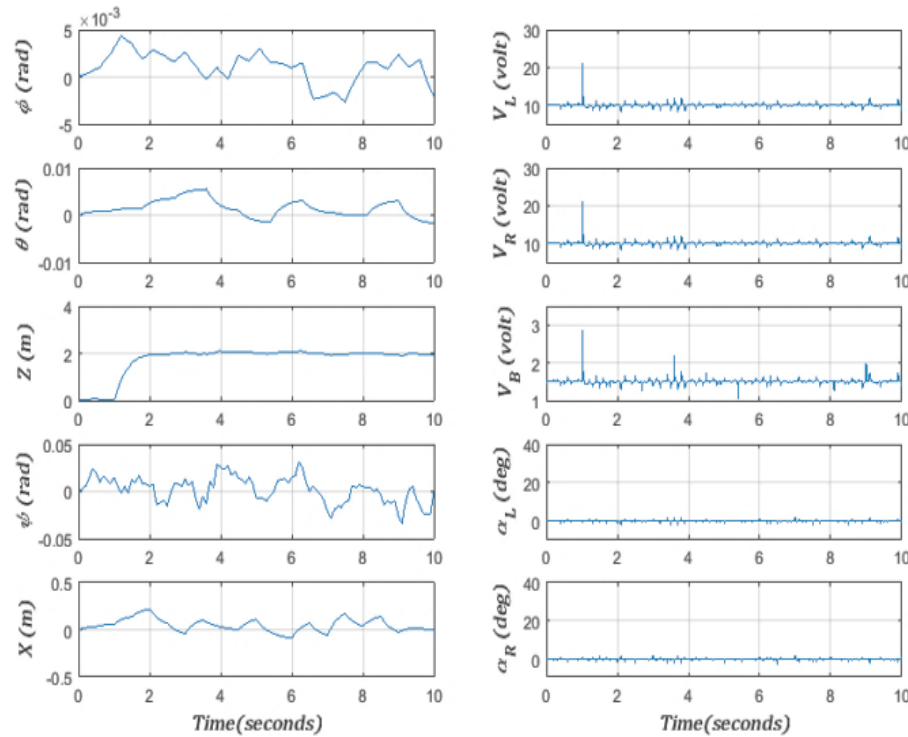 ×10⁻³
5
0
-5
ϕ (rad)
0 2 4 6 8 10
0.01
0
-0.01
θ (rad)
0 2 4 6 8 10
4
2
0
Z (m)
0 2 4 6 8 10
0.05
0
-0.05
ψ (rad)
0 2 4 6 8 10
0.5
0
-0.5
X (m)
0 2 4 6 8 10
Time(seconds)
30
20
10
V_L (volt)
0 2 4 6 8 10
30
20
10
V_R (volt)
0 2 4 6 8 10
3
2
1
V_B (volt)
0 2 4 6 8 10
40
20
0
α_L (deg)
0 2 4 6 8 10
40
20
0
α_R (deg)
0 2 4 6 8 10
Time(seconds)